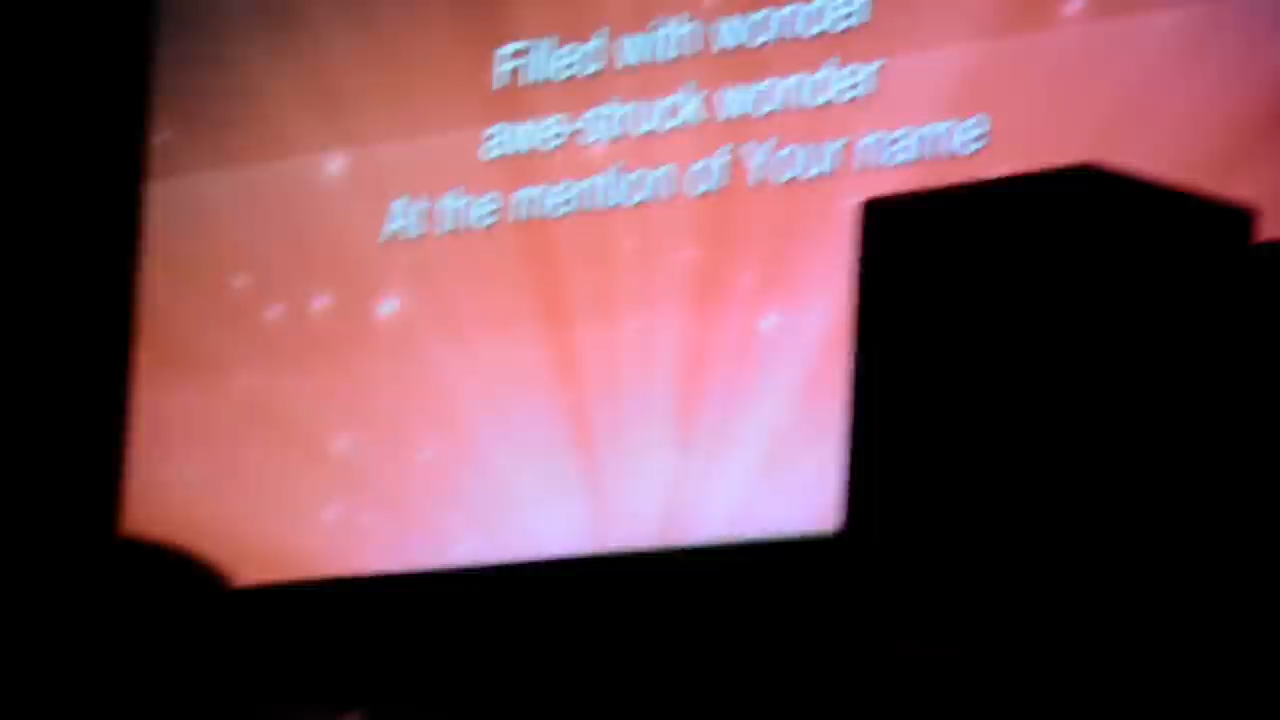 Filled with wonder
awe-struck wonder
At the mention of Your name